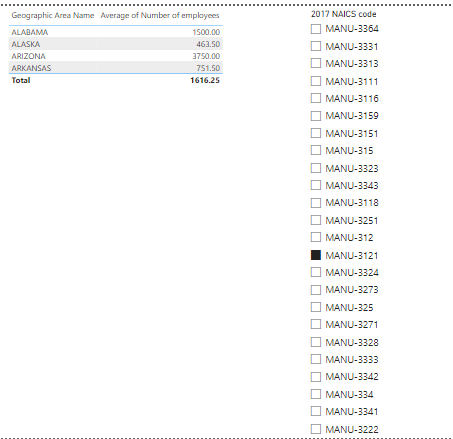 Geographic Area Name Average of Number of employees
ALABAMA 1500.00
ALASKA 463.50
ARIZONA 3750.00
ARKANSAS 751.50
Total 1616.25
2017 NAICS code
MANU-3364
MANU-3331
MANU-3313
MANU-3111
MANU-3116
MANU-3159
MANU-3151
MANU-315
MANU-3323
MANU-3343
MANU-3118
MANU-3251
MANU-312
MANU-3121
MANU-3324
MANU-3273
MANU-325
MANU-3271
MANU-3328
MANU-3333
MANU-3342
MANU-334
MANU-3341
MANU-3222